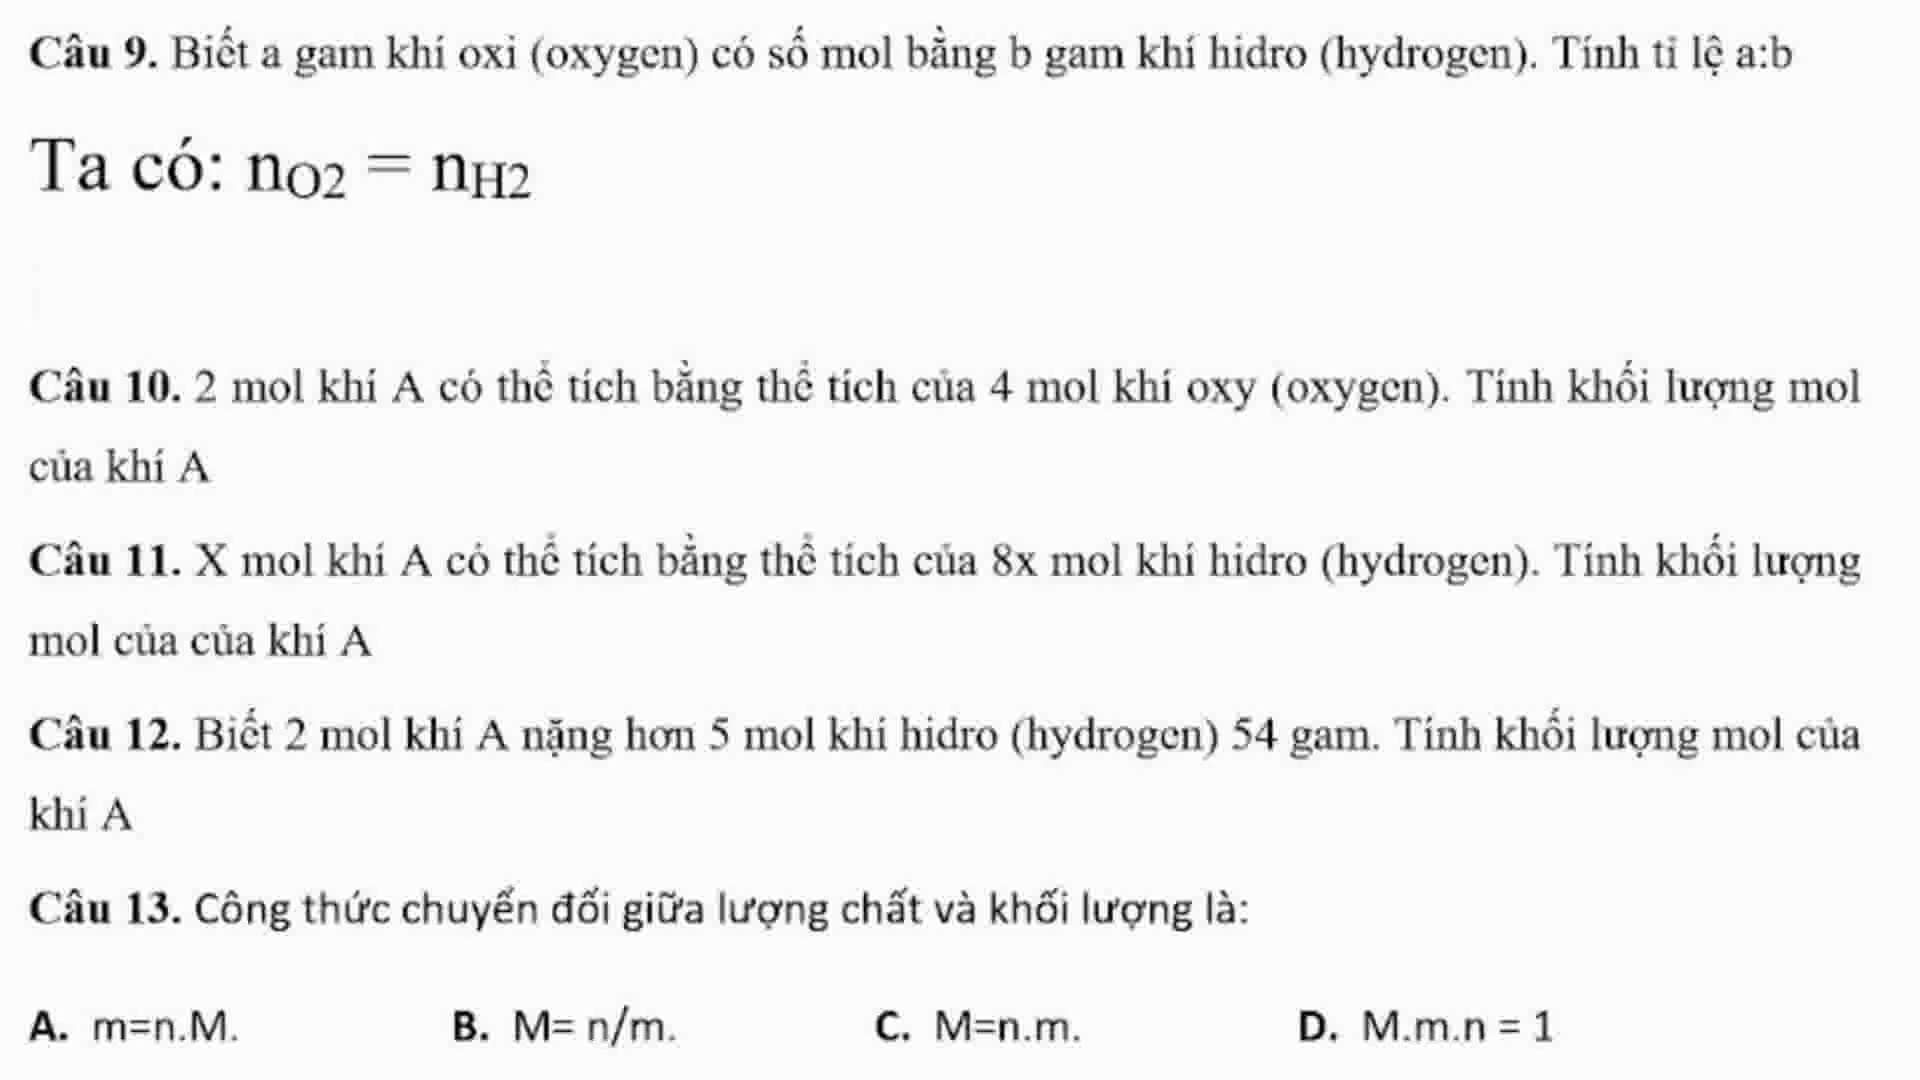 Câu 9. Biết a gam khí oxi (oxygen) có số mol bằng b gam khí hidro (hydrogen). Tính tỉ lệ a:b
Ta có: nO2 = nH2
Câu 10. 2 mol khí A có thể tích bằng thể tích của 4 mol khí oxy (oxygen). Tính khối lượng mol
của khí A
Câu 11. X mol khí A có thể tích bằng thể tích của 8x mol khí hidro (hydrogen). Tính khối lượng
mol của của khí A
Câu 12. Biết 2 mol khí A nặng hơn 5 mol khí hidro (hydrogen) 54 gam. Tính khối lượng mol của
khí A
Câu 13. Công thức chuyển đổi giữa lượng chất và khối lượng là:
A. m=n.M. B. M= n/m. C. M=n.m. D. M.m.n = 1